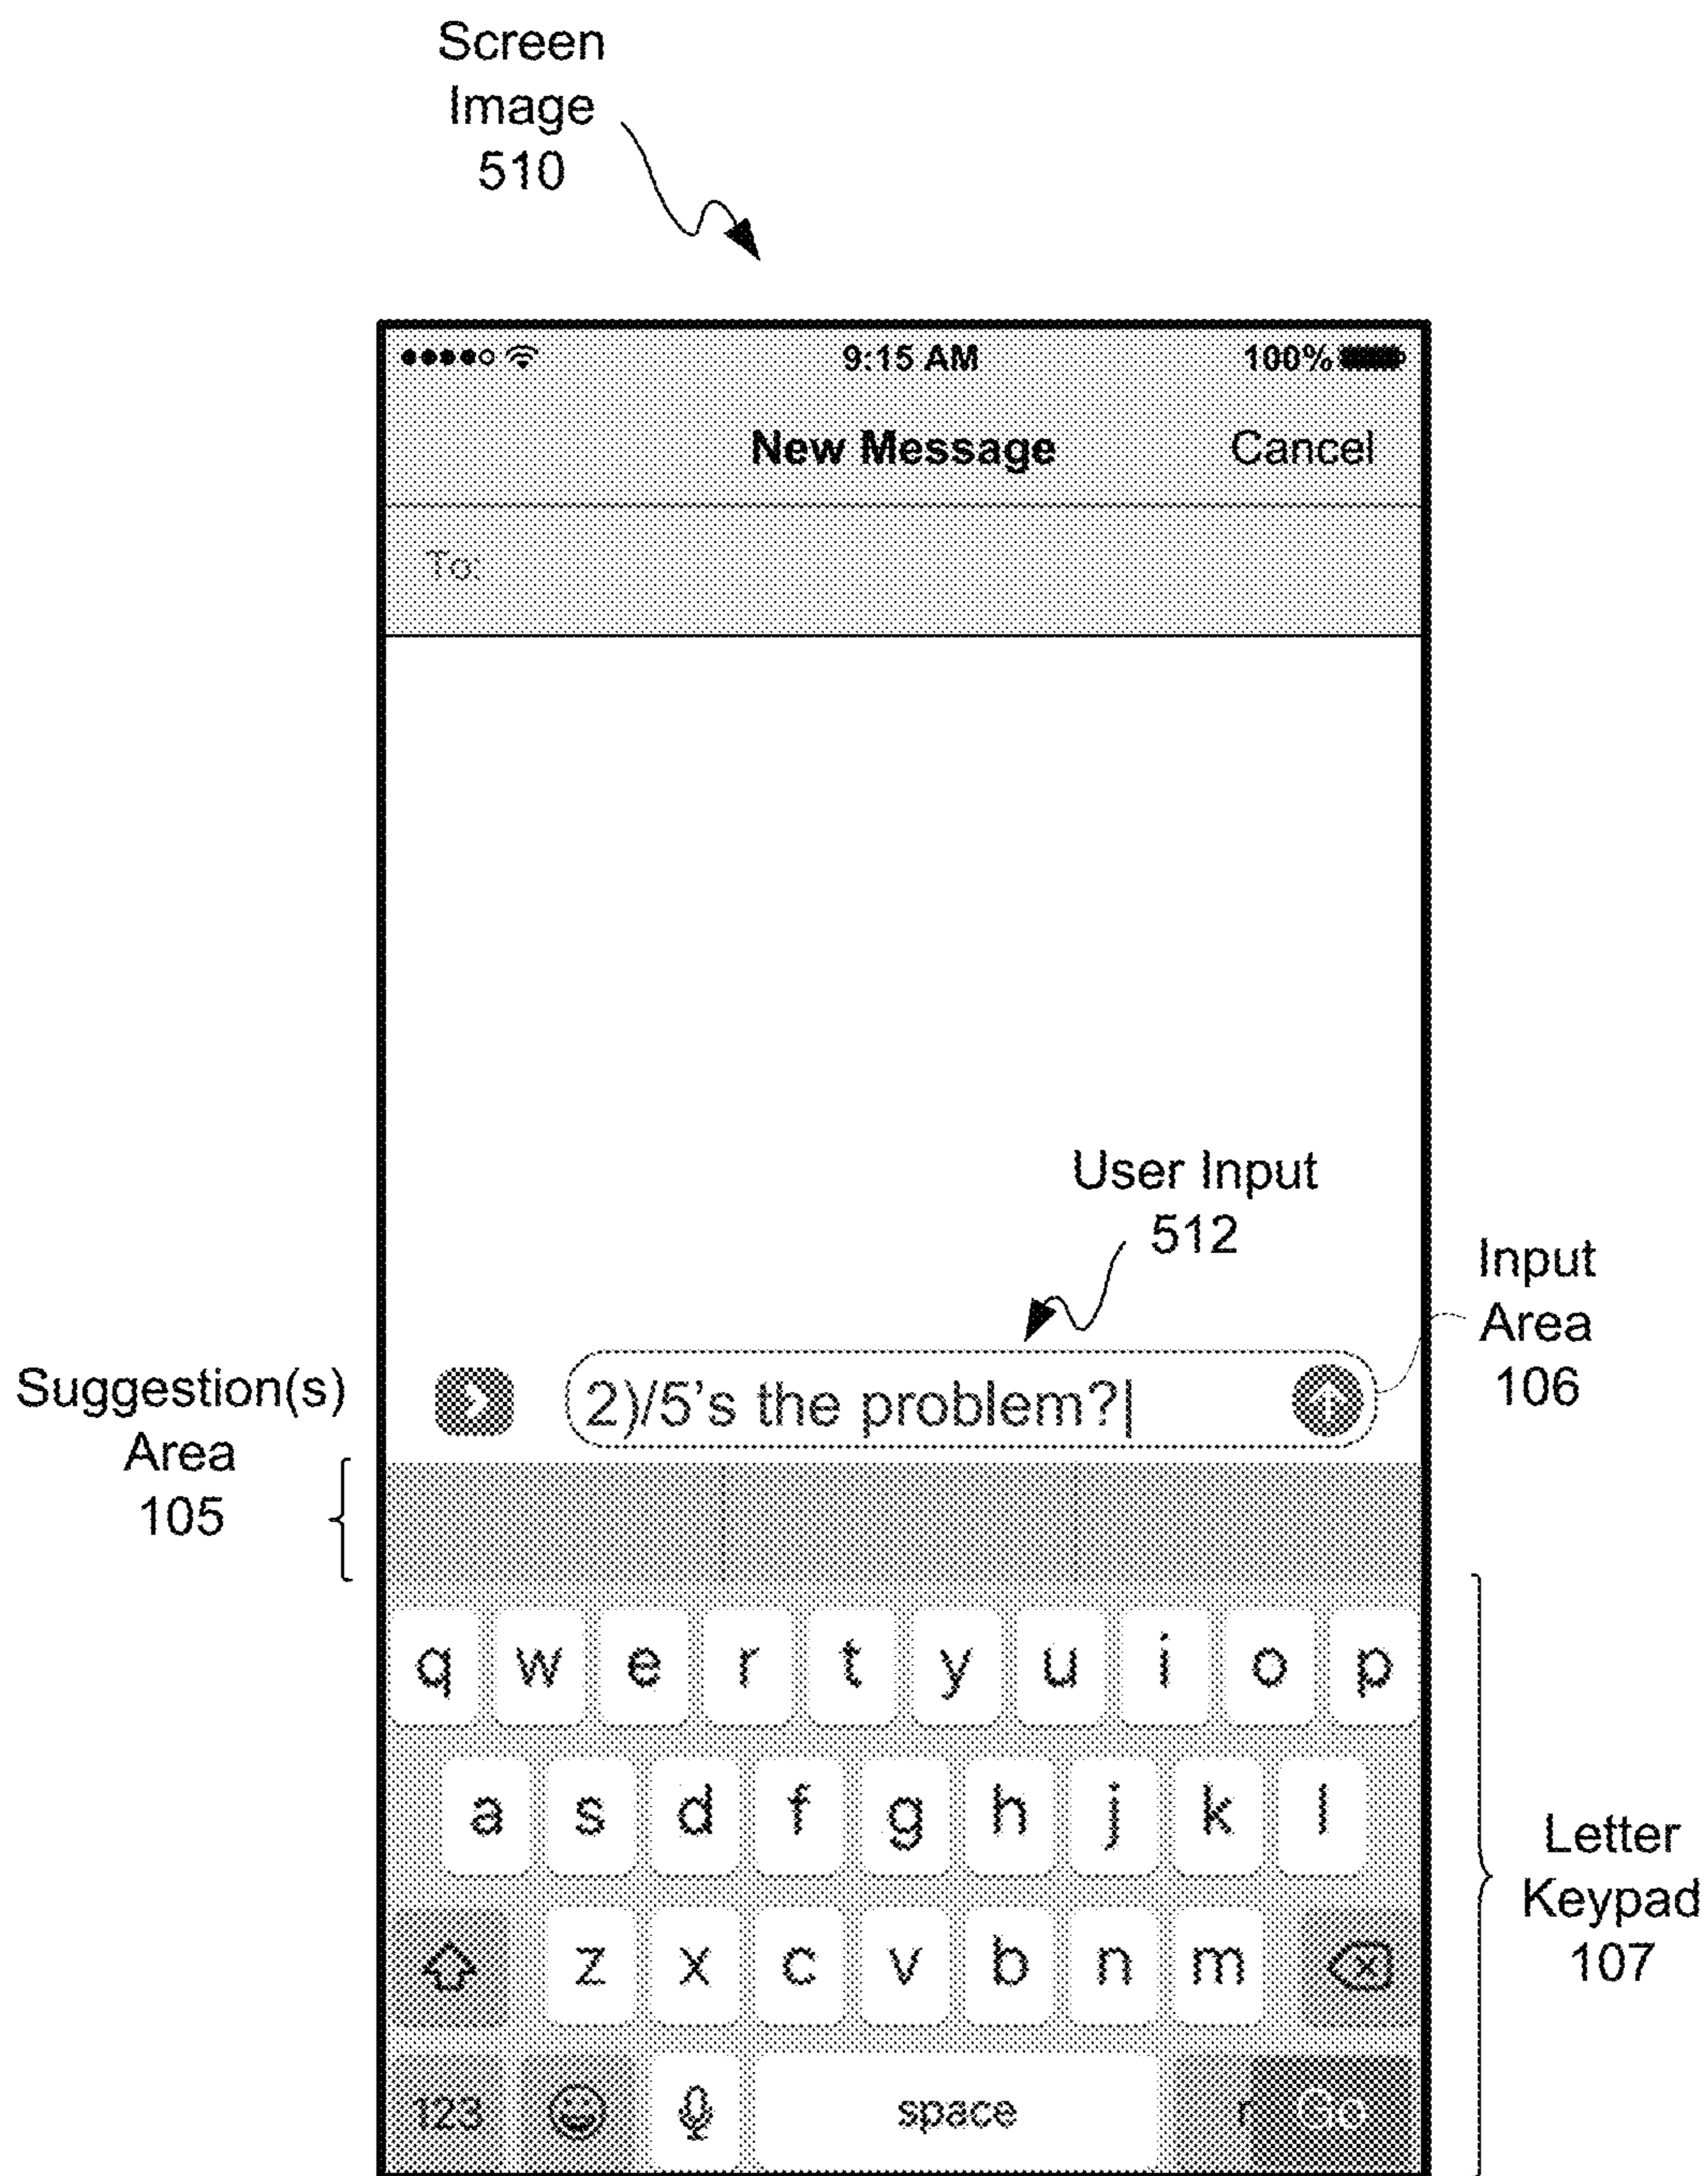 Screen
Image
510
9:15 AM 100%
New Message Cancel
To:
User Input
512
Input
Area
106
Suggestion(s)
Area
105
2)/5's the problem?|
q w e r t y u i o p
a s d f g h j k l
z x c v b n m
Letter
Keypad
107
123 space r Go